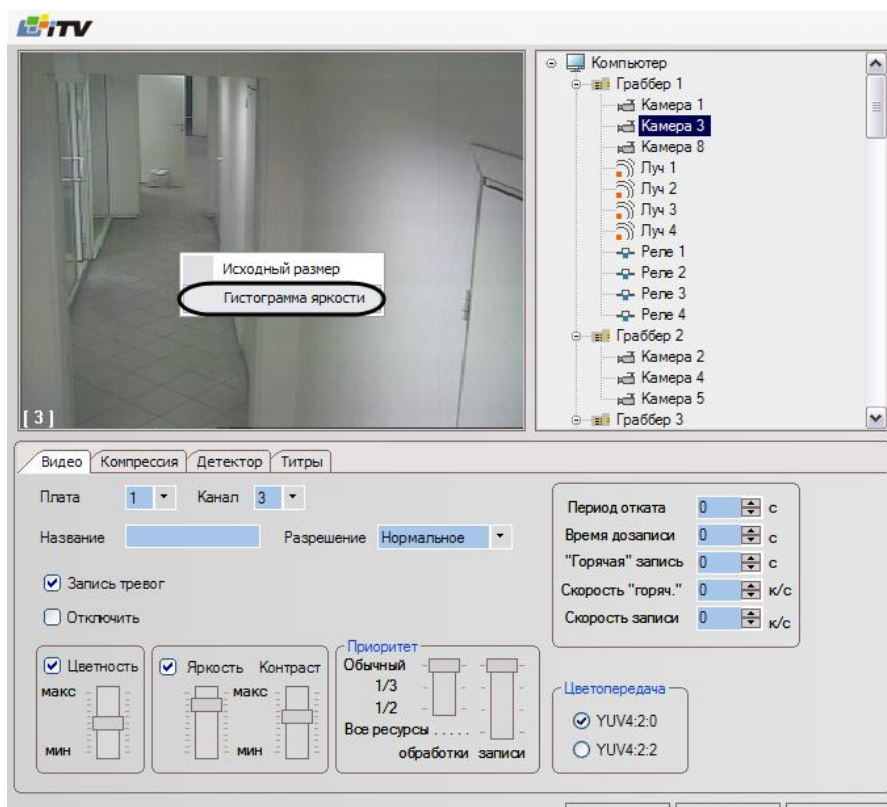 iTV
Компьютер
Граббер 1
Камера 1
Камера 3
Камера 8
Луч 1
Луч 2
Луч 3
Луч 4
Реле 1
Реле 2
Реле 3
Реле 4
Граббер 2
Камера 2
Камера 4
Камера 5
Граббер 3
Исходный размер
Гистограмма яркости
[3]
Видео Компрессия Детектор Титры
Плата 1 Канал 3
Название Разрешение Нормальное
Запись тревог
Отключить
Период отката 0 с
Время дозаписи 0 с
"Горячая" запись 0 с
Скорость "горяч." 0 к/с
Скорость записи 0 к/с
Цветность
макс
мин
Яркость Контраст
макс
мин
Приоритет
Обычный
1/3
1/2
Все ресурсы .....
обработки записи
Цветопередача
YUV4:2:0
YUV4:2:2